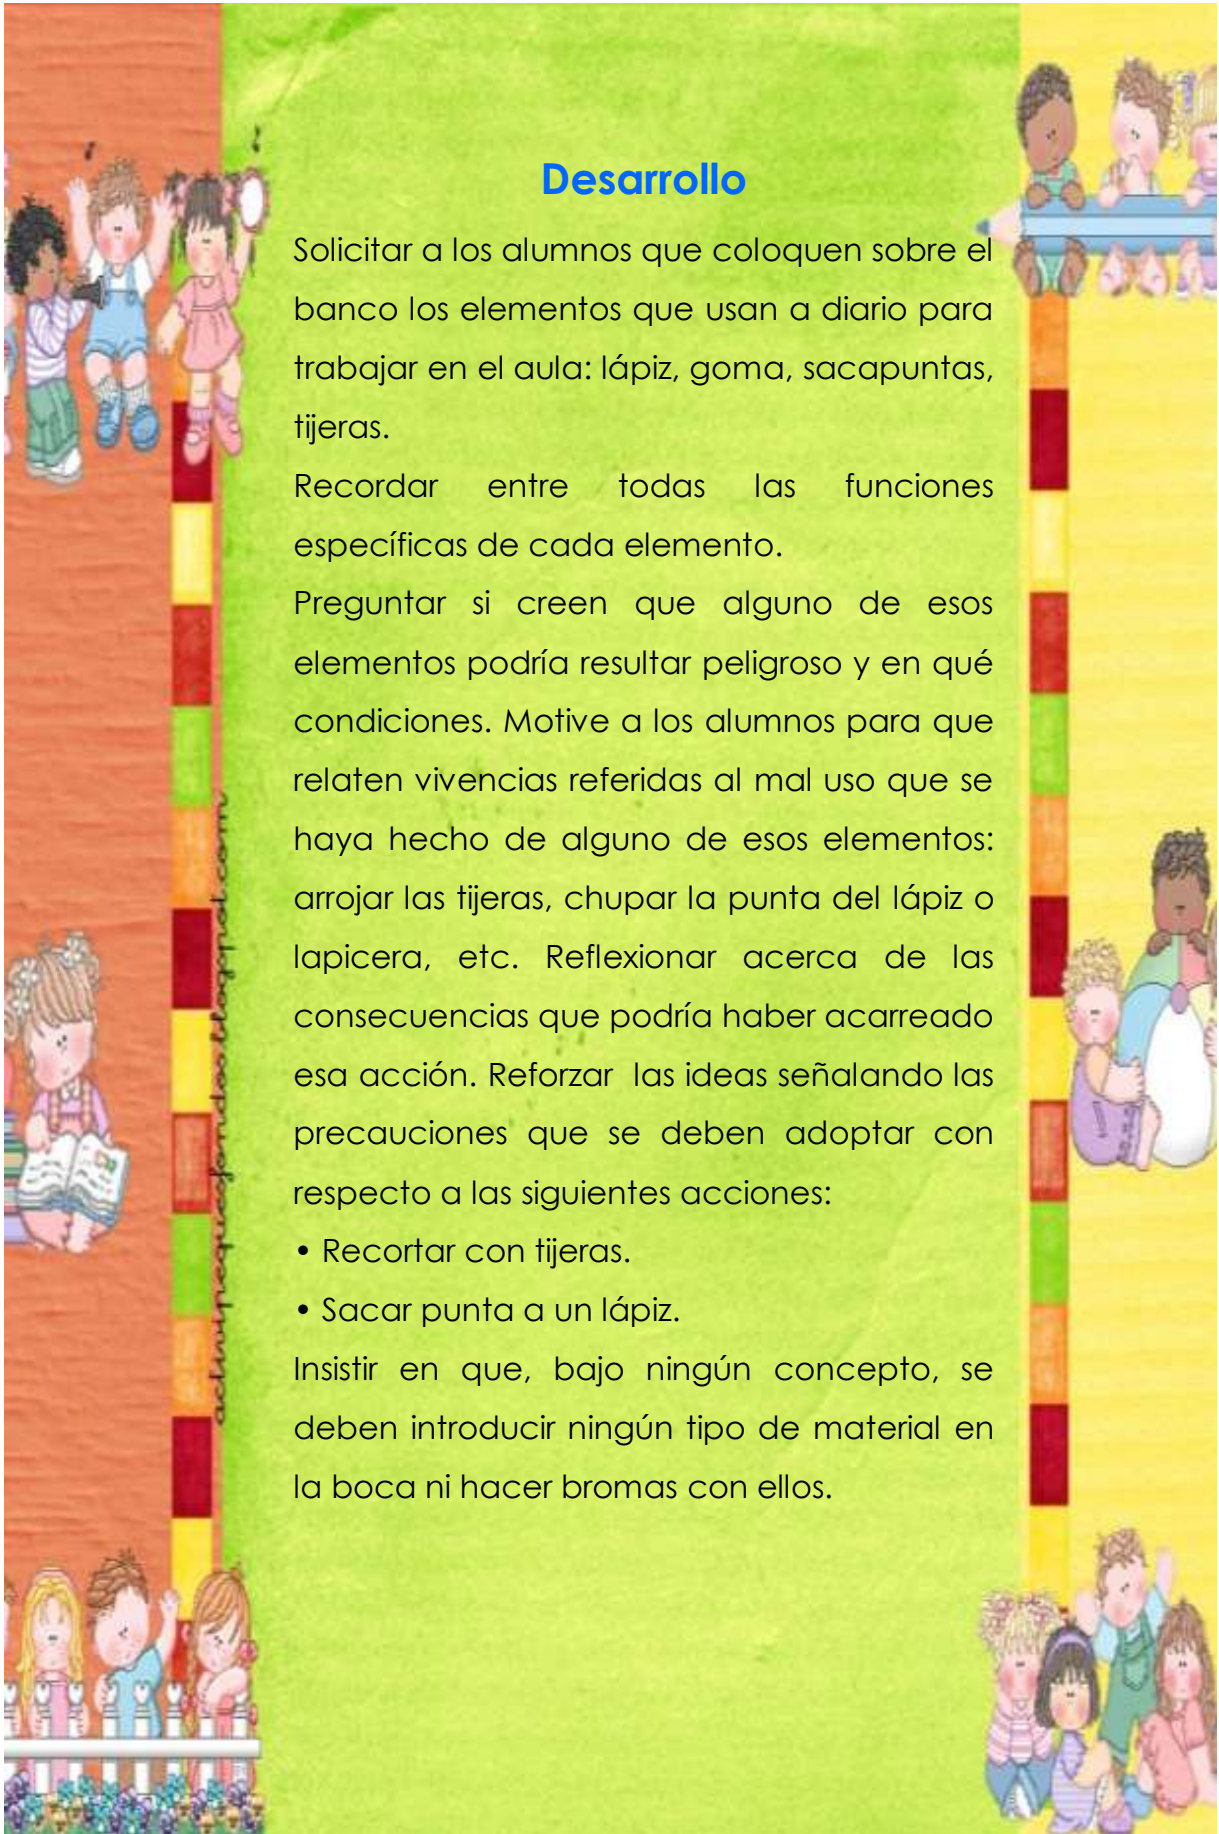 Desarrollo
Solicitar a los alumnos que coloquen sobre el
banco los elementos que usan a diario para
trabajar en el aula: lápiz, goma, sacapuntas,
tijeras.
Recordar entre todas las funciones
específicas de cada elemento.
Preguntar si creen que alguno de esos
elementos podría resultar peligroso y en qué
condiciones. Motive a los alumnos para que
relaten vivencias referidas al mal uso que se
haya hecho de alguno de esos elementos:
arrojar las tijeras, chupar la punta del lápiz o
lapicera, etc. Reflexionar acerca de las
consecuencias que podría haber acarreado
esa acción. Reforzar las ideas señalando las
precauciones que se deben adoptar con
respecto a las siguientes acciones:
• Recortar con tijeras.
• Sacar punta a un lápiz.
Insistir en que, bajo ningún concepto, se
deben introducir ningún tipo de material en
la boca ni hacer bromas con ellos.